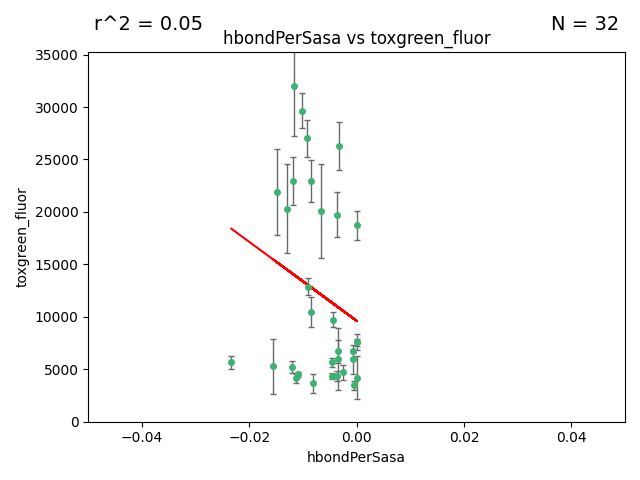 r^2 = 0.05
N = 32
hbondPerSasa vs toxgreen_fluor
35000
30000
25000
20000
15000
10000
5000
0
toxgreen_fluor
−0.04
−0.02
0.00
0.02
0.04
hbondPerSasa